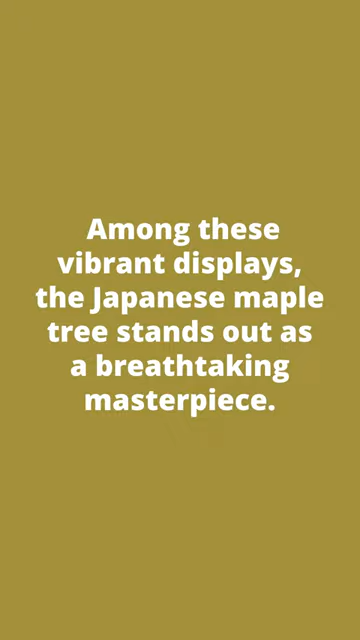 Among these
vibrant displays,
the Japanese maple
tree stands out as
a breathtaking
masterpiece.